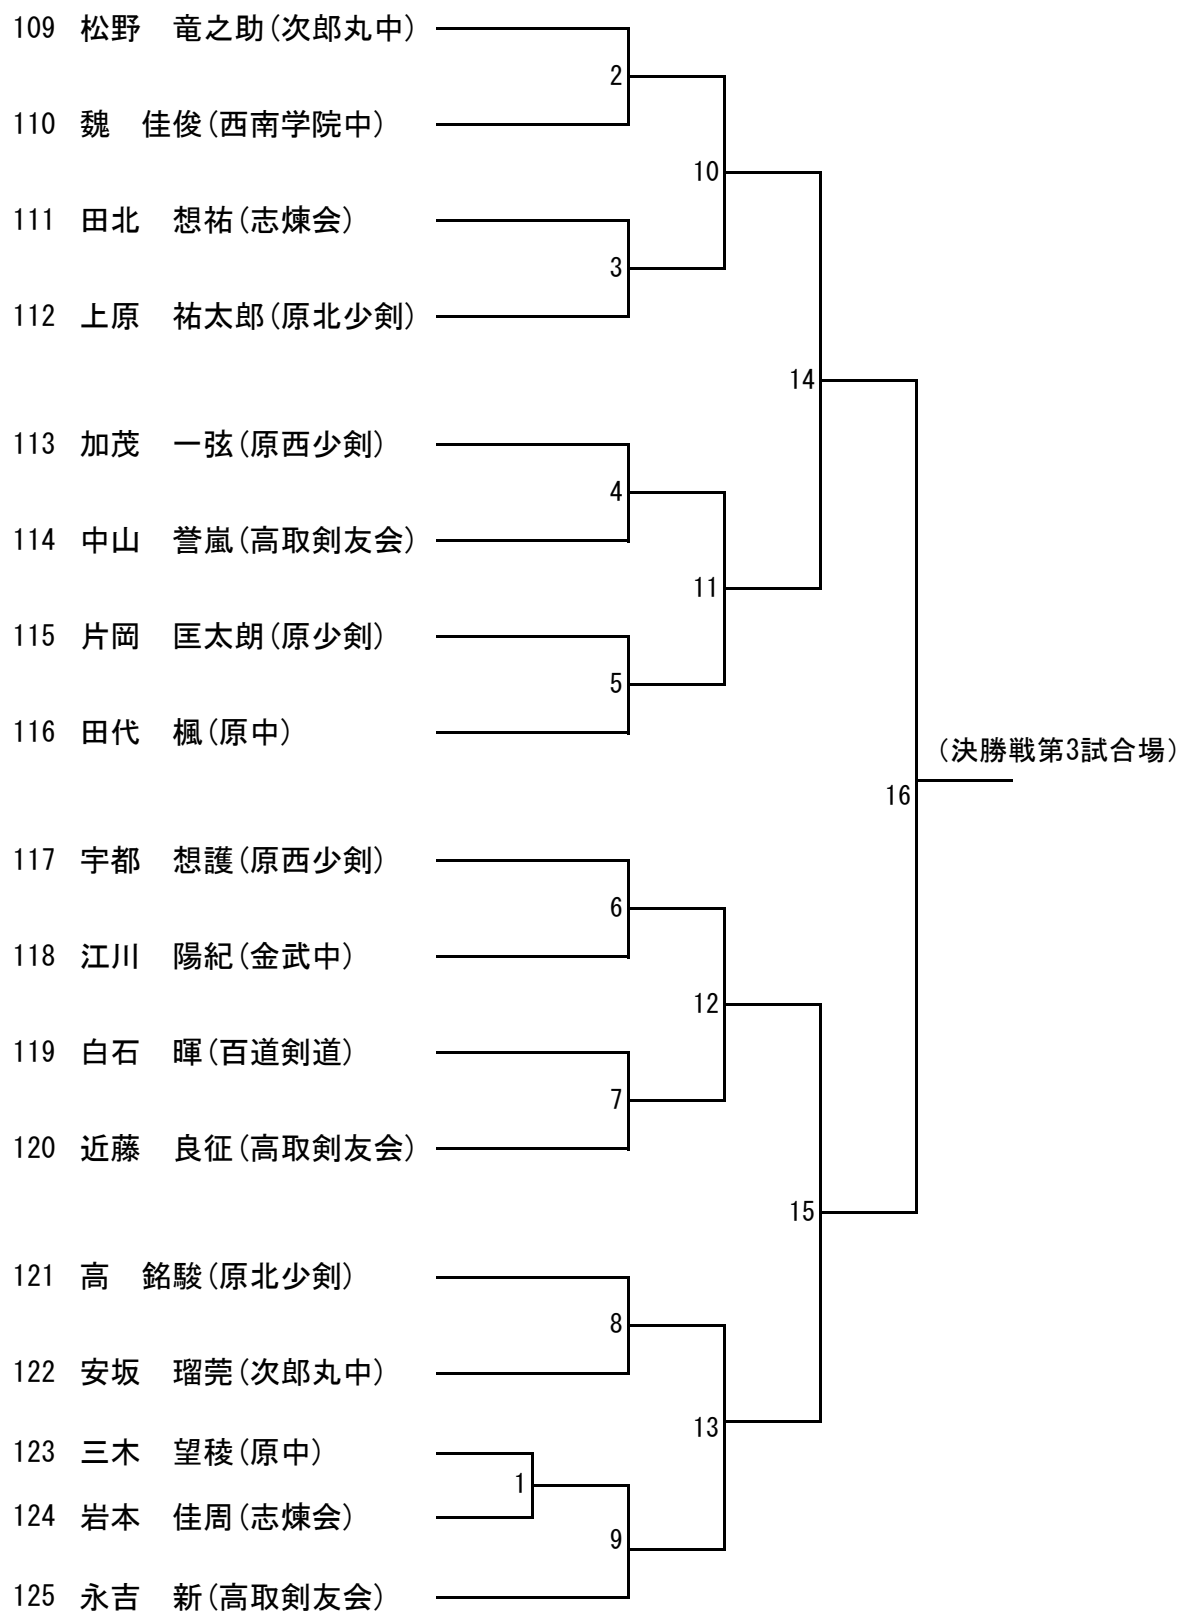 109 松野　竜之助(次郎丸中)
2
110 魏　佳俊(西南学院中)
10
111 田北　想祐(志煉会)
3
112 上原　祐太郎(原北少剣)
14
113 加茂　一弦(原西少剣)
4
114 中山　誉嵐(高取剣友会)
11
115 片岡　匡太朗(原少剣)
5
116 田代　楓(原中)
(決勝戦第3試合場)
16
117 宇都　想護(原西少剣)
6
118 江川　陽紀(金武中)
12
119 白石　暉(百道剣道)
7
120 近藤　良征(高取剣友会)
15
121 高　銘駿(原北少剣)
8
122 安坂　瑠莞(次郎丸中)
13
123 三木　望稜(原中)
1
124 岩本　佳周(志煉会)
9
125 永吉　新(高取剣友会)